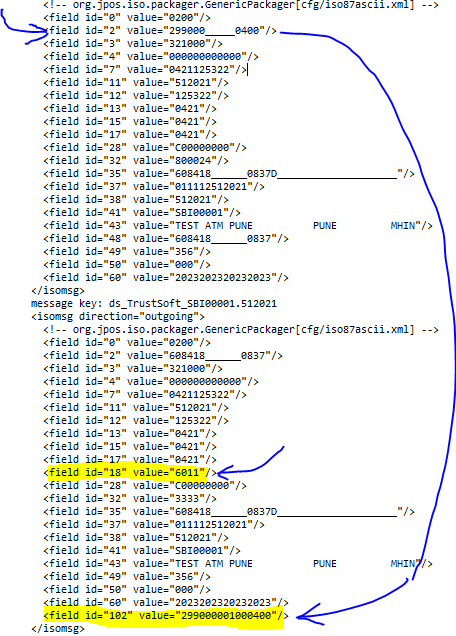 <!-- org.jpos.iso.packager.GenericPackager[cfg/iso87ascii.xml] -->
<field id="0" value="0200"/>
<field id="2" value="299000_____0400"/>
<field id="3" value="321000"/>
<field id="4" value="000000000000"/>
<field id="7" value="0421125322"/>
<field id="11" value="512021"/>
<field id="12" value="125322"/>
<field id="13" value="0421"/>
<field id="15" value="0421"/>
<field id="17" value="0421"/>
<field id="28" value="C00000000"/>
<field id="32" value="800024"/>
<field id="35" value="608418______0837D____________________"/>
<field id="37" value="011112512021"/>
<field id="38" value="512021"/>
<field id="41" value="SBI00001"/>
<field id="43" value="TEST ATM PUNE          PUNE         MHIN"/>
<field id="48" value="608418______0837"/>
<field id="49" value="356"/>
<field id="50" value="000"/>
<field id="60" value="2023202320232023"/>
</isomsg>
message key: ds_TrustSoft_SBI00001.512021
<isomsg direction="outgoing">
<!-- org.jpos.iso.packager.GenericPackager[cfg/iso87ascii.xml] -->
<field id="0" value="0200"/>
<field id="2" value="608418______0837"/>
<field id="3" value="321000"/>
<field id="4" value="000000000000"/>
<field id="7" value="0421125322"/>
<field id="11" value="512021"/>
<field id="12" value="125322"/>
<field id="13" value="0421"/>
<field id="15" value="0421"/>
<field id="17" value="0421"/>
<field id="18" value="6011"/>
<field id="28" value="C00000000"/>
<field id="32" value="3333"/>
<field id="35" value="608418______0837D____________________"/>
<field id="37" value="011112512021"/>
<field id="38" value="512021"/>
<field id="41" value="SBI00001"/>
<field id="43" value="TEST ATM PUNE          PUNE         MHIN"/>
<field id="49" value="356"/>
<field id="50" value="000"/>
<field id="60" value="2023202320232023"/>
<field id="102" value="299000001000400"/>
</isomsg>